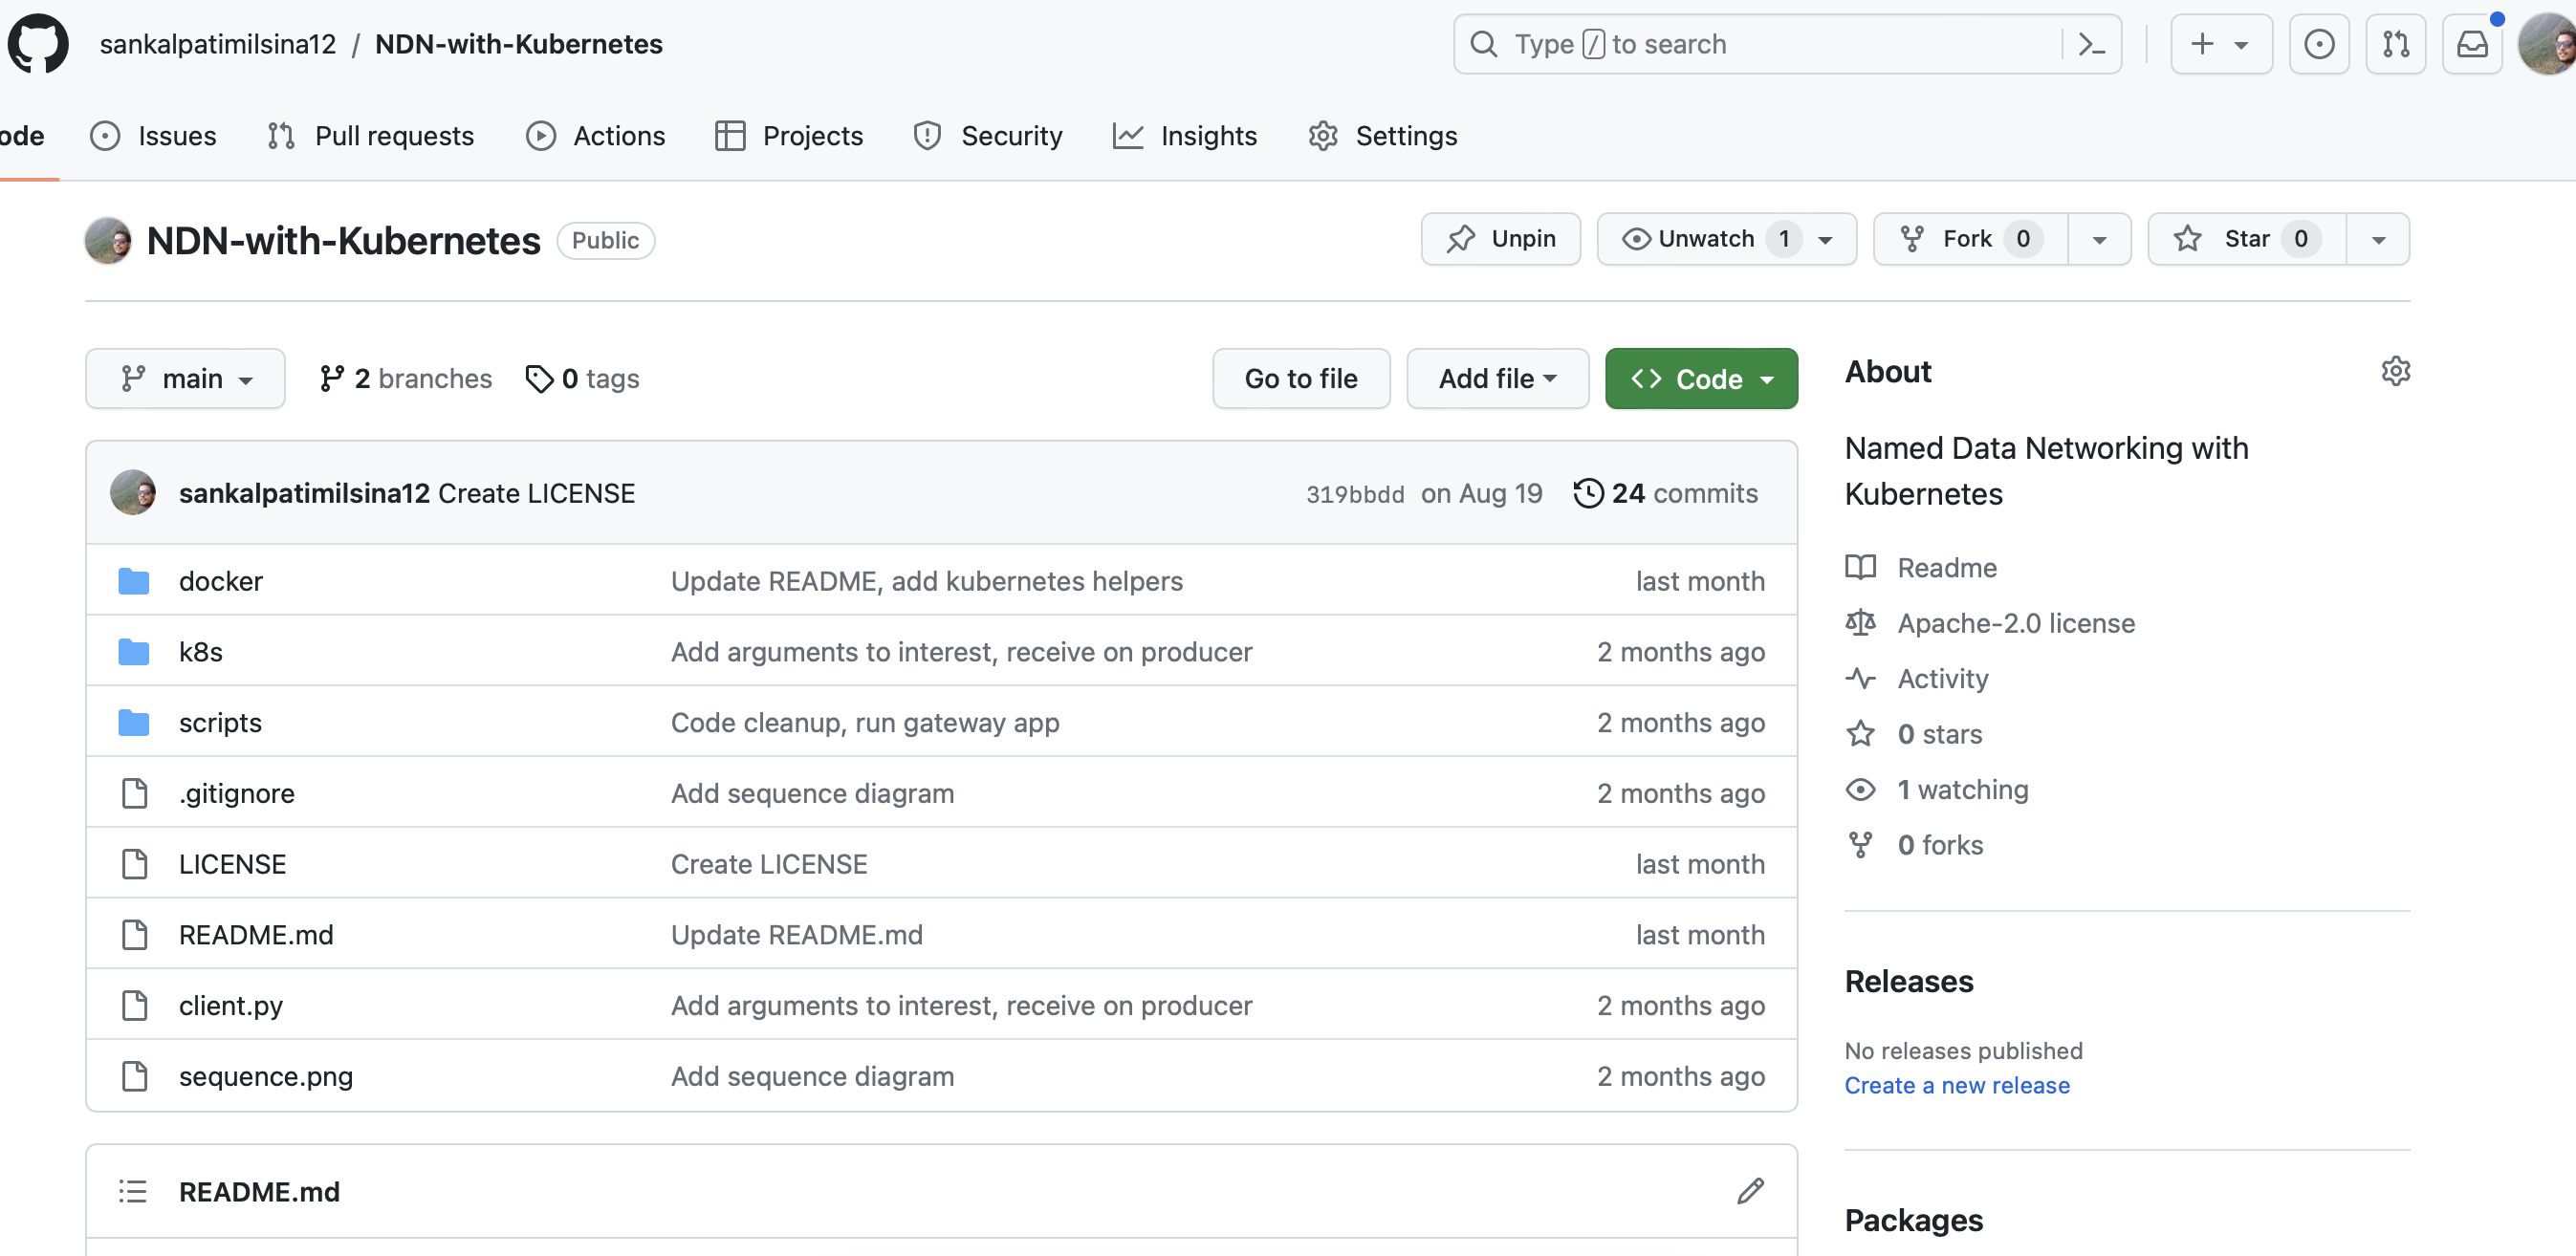 sankalpatimilsina12 / NDN-with-Kubernetes
Type / to search
ode Issues Pull requests Actions Projects Security Insights Settings
NDN-with-Kubernetes Public
Unpin Unwatch 1 Fork 0 Star 0
main 2 branches 0 tags
Go to file Add file Code
sankalpatimilsina12 Create LICENSE 319bbdd on Aug 19 24 commits
docker Update README, add kubernetes helpers last month
k8s Add arguments to interest, receive on producer 2 months ago
scripts Code cleanup, run gateway app 2 months ago
.gitignore Add sequence diagram 2 months ago
LICENSE Create LICENSE last month
README.md Update README.md last month
client.py Add arguments to interest, receive on producer 2 months ago
sequence.png Add sequence diagram 2 months ago
README.md
About
Named Data Networking with
Kubernetes
Readme
Apache-2.0 license
Activity
0 stars
1 watching
0 forks
Releases
No releases published
Create a new release
Packages